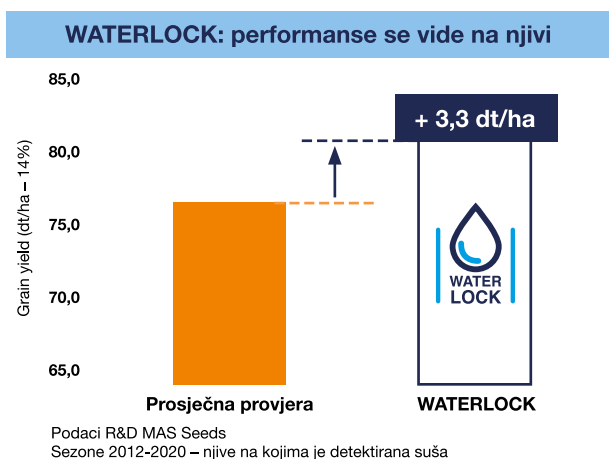 WATERLOCK: performanse se vide na njivi
Grain yield (dt/ha – 14%)
85,0
80,0
75,0
70,0
65,0
+ 3,3 dt/ha
WATER
LOCK
Prosječna provjera
WATERLOCK
Podaci R&D MAS Seeds
Sezone 2012-2020 – njive na kojima je detektirana suša